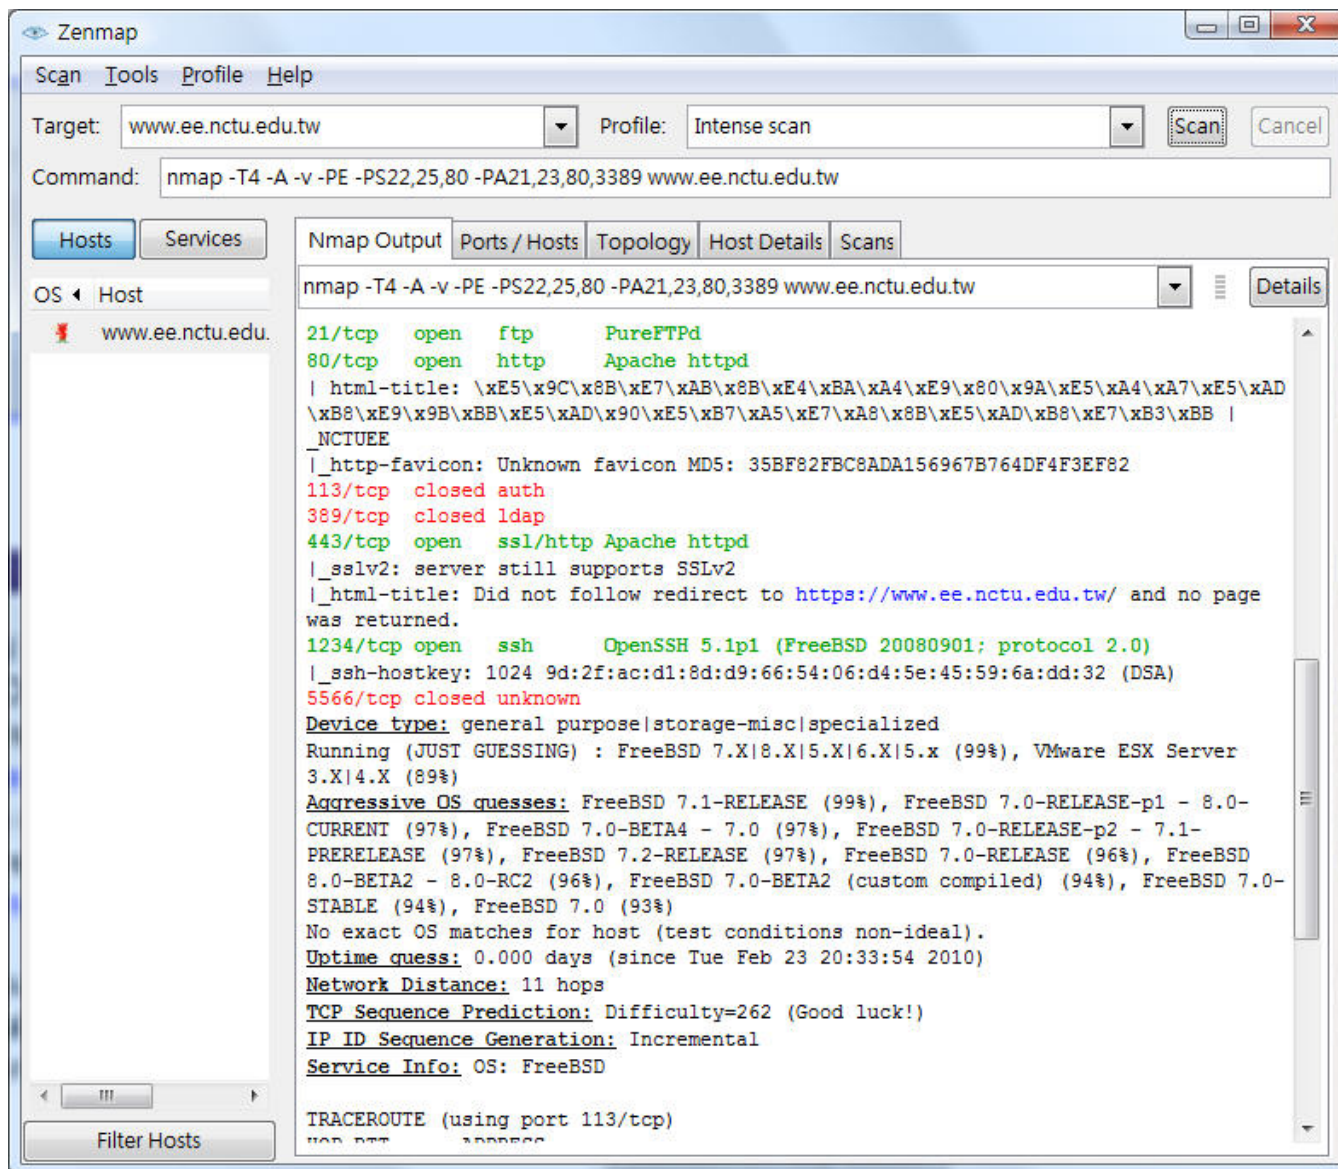 Zenmap
Scan Tools Profile Help
Target: www.ee.nctu.edu.tw Profile: Intense scan Scan Cancel
Command: nmap -T4 -A -v -PE -PS22,25,80 -PA21,23,80,3389 www.ee.nctu.edu.tw
Hosts Services
Nmap Output Ports / Hosts Topology Host Details Scans
OS Host
nmap -T4 -A -v -PE -PS22,25,80 -PA21,23,80,3389 www.ee.nctu.edu.tw Details
www.ee.nctu.edu.
21/tcp open ftp PureFTPd
80/tcp open http Apache httpd
| html-title: \xE5\x9C\x8B\xE7\xAB\x8B\xE4\xBA\xA4\xE9\x80\x9A\xE5\xA4\xA7\xE5\xAD
\xB8\xE9\x9B\xBB\xE5\xAD\x90\xE5\xB7\xA5\xE7\xA8\x8B\xE5\xAD\xB8\xE7\xB3\xBB |
_NCTUEE
|_http-favicon: Unknown favicon MD5: 35BF82FBC8ADA156967B764DF4F3EF82
113/tcp closed auth
389/tcp closed ldap
443/tcp open ssl/http Apache httpd
|_sslv2: server still supports SSLv2
|_html-title: Did not follow redirect to https://www.ee.nctu.edu.tw/ and no page
was returned.
1234/tcp open ssh OpenSSH 5.1p1 (FreeBSD 20080901; protocol 2.0)
|_ssh-hostkey: 1024 9d:2f:ac:d1:8d:d9:66:54:06:d4:5e:45:59:6a:dd:32 (DSA)
5566/tcp closed unknown
Device type: general purpose|storage-misc|specialized
Running (JUST GUESSING) : FreeBSD 7.X|8.X|5.X|6.X|5.x (99%), VMware ESX Server
3.X|4.X (89%)
Aggressive OS guesses: FreeBSD 7.1-RELEASE (99%), FreeBSD 7.0-RELEASE-p1 - 8.0-
CURRENT (97%), FreeBSD 7.0-BETA4 - 7.0 (97%), FreeBSD 7.0-RELEASE-p2 - 7.1-
PRERELEASE (97%), FreeBSD 7.2-RELEASE (97%), FreeBSD 7.0-RELEASE (96%), FreeBSD
8.0-BETA2 - 8.0-RC2 (96%), FreeBSD 7.0-BETA2 (custom compiled) (94%), FreeBSD 7.0-
STABLE (94%), FreeBSD 7.0 (93%)
No exact OS matches for host (test conditions non-ideal).
Uptime guess: 0.000 days (since Tue Feb 23 20:33:54 2010)
Network Distance: 11 hops
TCP Sequence Prediction: Difficulty=262 (Good luck!)
IP ID Sequence Generation: Incremental
Service Info: OS: FreeBSD
TRACEROUTE (using port 113/tcp)
HOP RTT ADDRESS
Filter Hosts